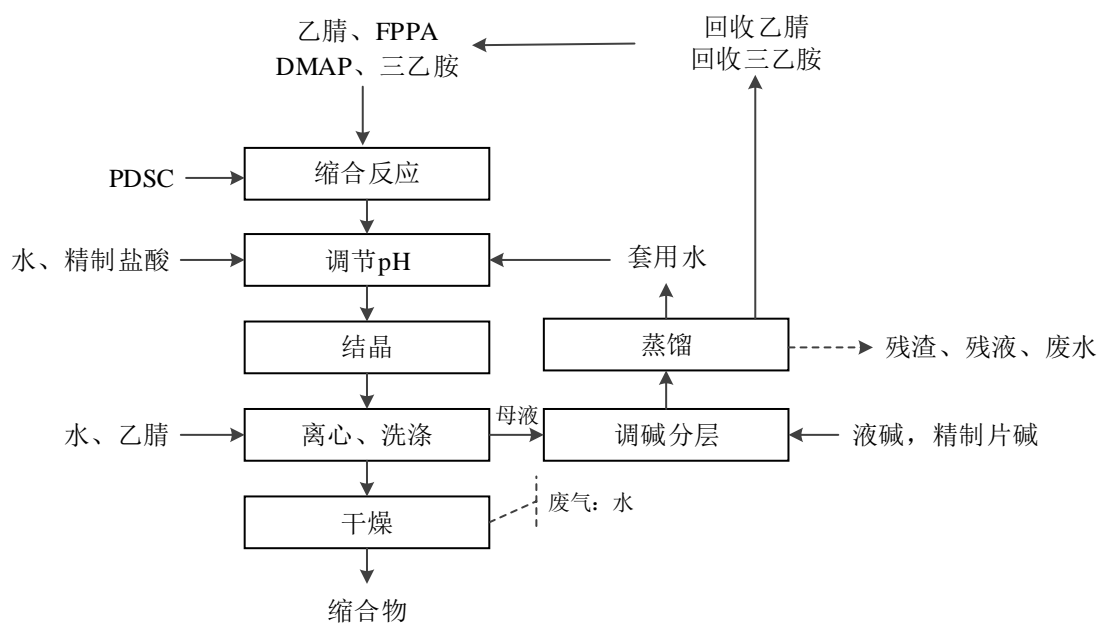 乙腈、FPPA
DMAP、三乙胺
回收乙腈
回收三乙胺
PDSC
缩合反应
水、精制盐酸
调节pH
套用水
结晶
蒸馏
残渣、残液、废水
水、乙腈
离心、洗涤
母液
调碱分层
液碱，精制片碱
干燥
废气：水
缩合物